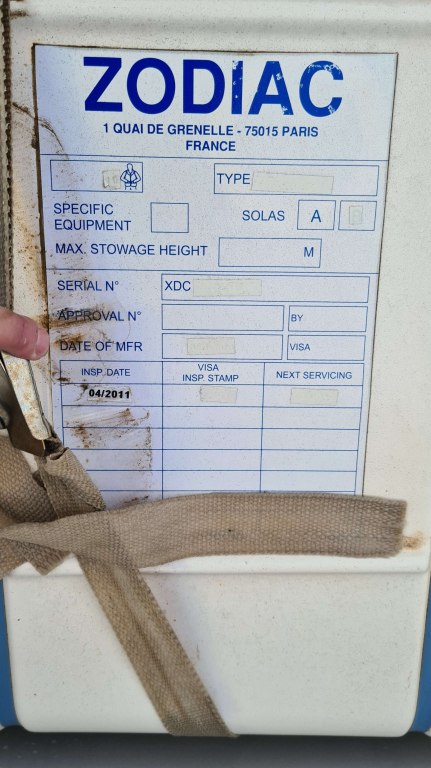 ZODIAC
1 QUAI DE GRENELLE - 75015 PARIS
FRANCE
TYPE
SPECIFIC
EQUIPMENT
SOLAS A
MAX. STOWAGE HEIGHT M
SERIAL N° XDC
APPROVAL N° BY
DATE OF MFR VISA
INSP. DATE VISA INSP. STAMP NEXT SERVICING
04/2011